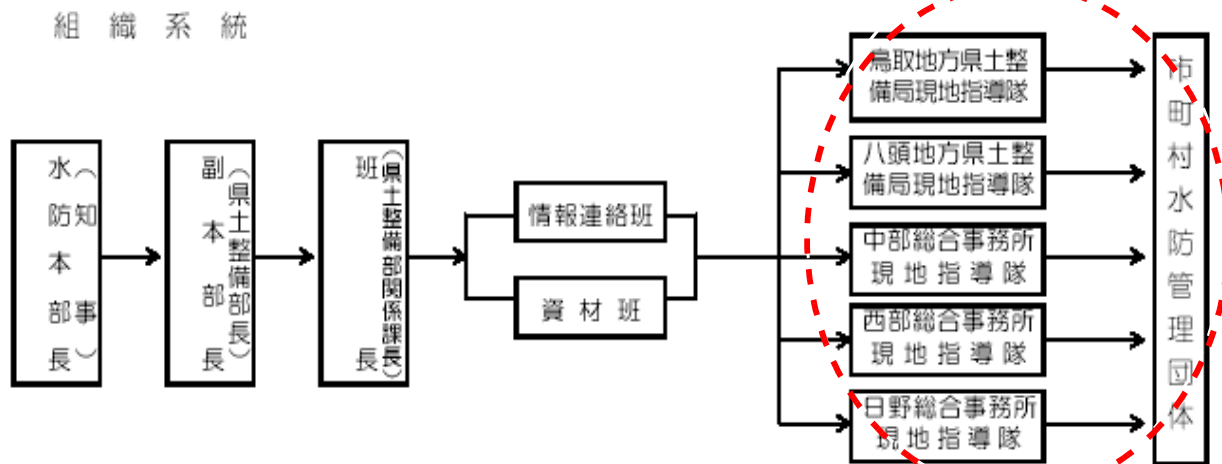 組織系統
水防本部長
（知事）
副本部長
（県土整備部長）
班長
（県土整備部関係課長）
情報連絡班
資材班
鳥取地方県土整
備局現地指導隊
八頭地方県土整
備局現地指導隊
中部総合事務所
現地指導隊
西部総合事務所
現地指導隊
日野総合事務所
現地指導隊
市町村水防管理団体